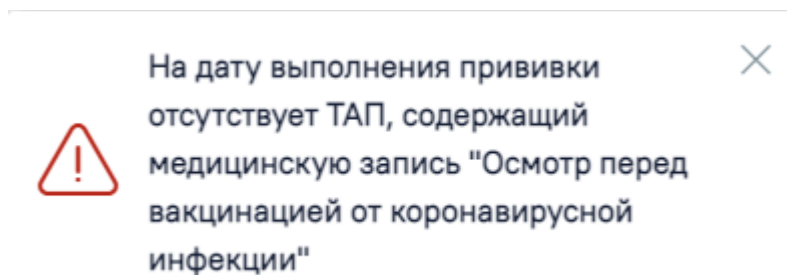 На дату выполнения прививки
отсутствует ТАП, содержащий
медицинскую запись "Осмотр перед
вакцинацией от коронавирусной
инфекции"